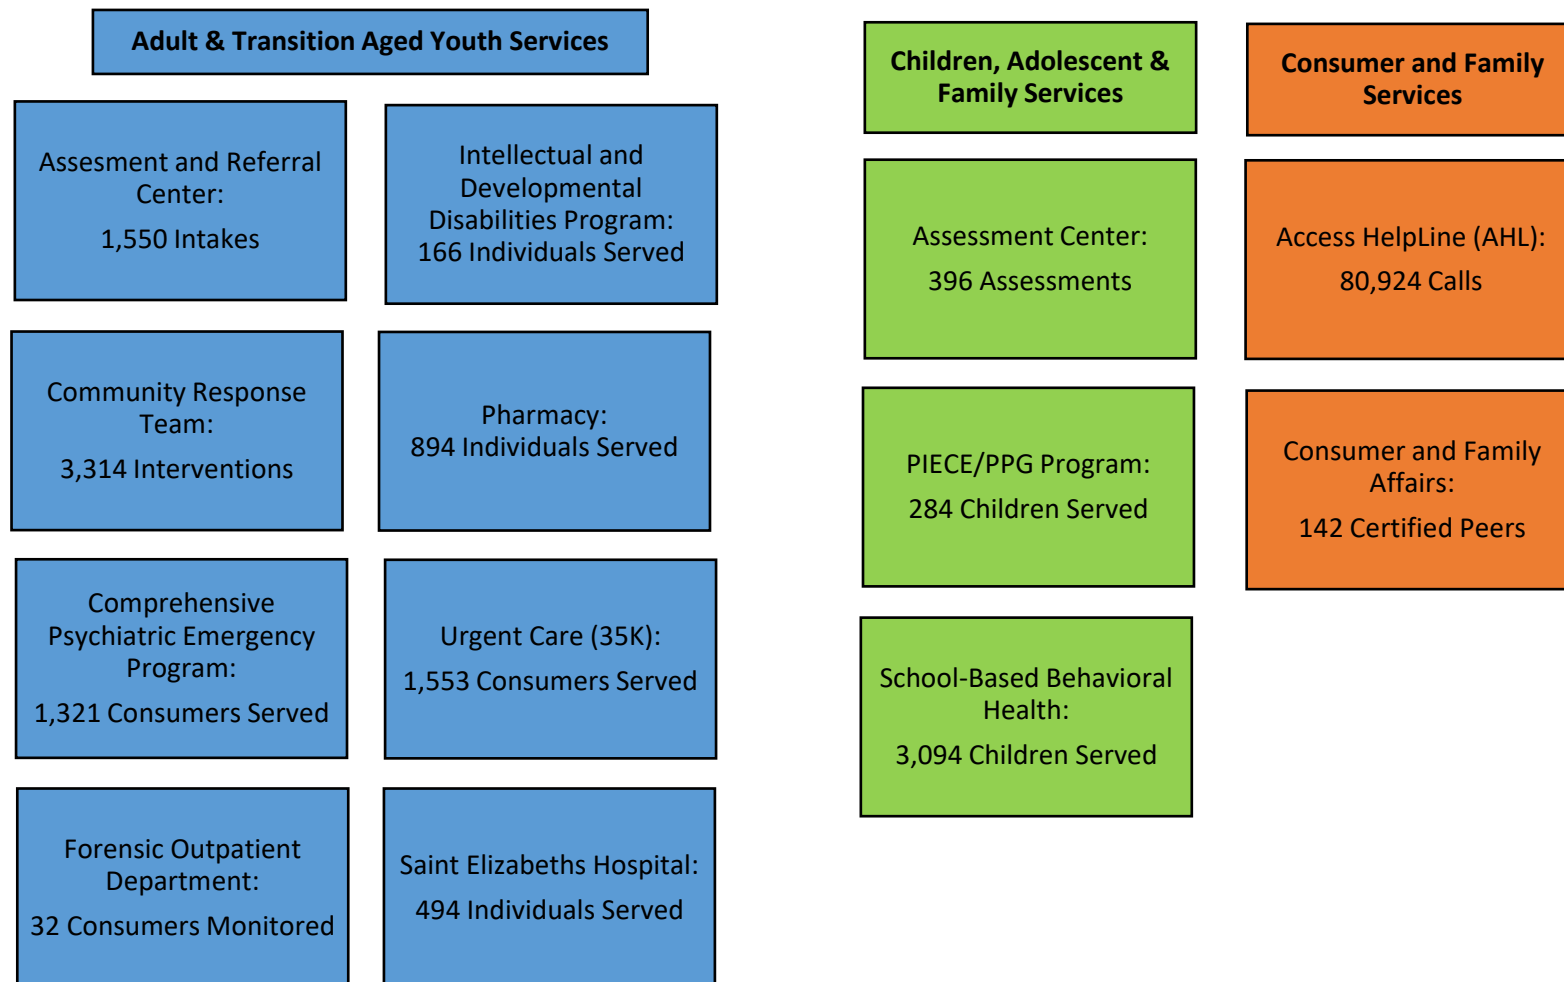 Adult & Transition Aged Youth Services
Assesment and Referral
Center:
1,550 Intakes
Intellectual and
Developmental
Disabilities Program:
166 Individuals Served
Community Response
Team:
3,314 Interventions
Pharmacy:
894 Individuals Served
Comprehensive
Psychiatric Emergency
Program:
1,321 Consumers Served
Urgent Care (35K):
1,553 Consumers Served
Forensic Outpatient
Department:
32 Consumers Monitored
Saint Elizabeths Hospital:
494 Individuals Served
Children, Adolescent &
Family Services
Assessment Center:
396 Assessments
PIECE/PPG Program:
284 Children Served
School-Based Behavioral
Health:
3,094 Children Served
Consumer and Family
Services
Access HelpLine (AHL):
80,924 Calls
Consumer and Family
Affairs:
142 Certified Peers